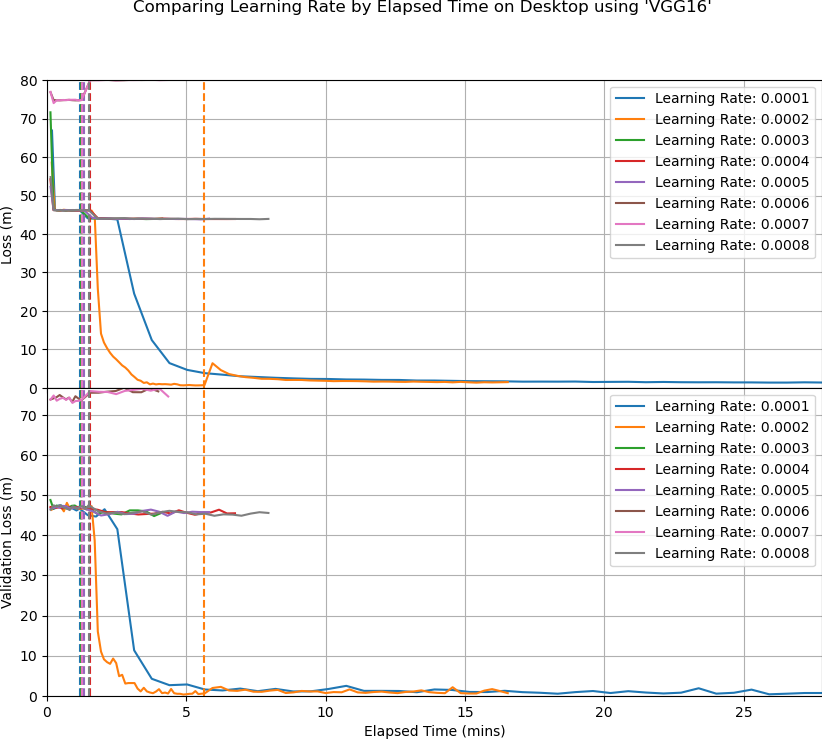 Comparing Learning Rate by Elapsed Time on Desktop using 'VGG16'
80
70
60
50
40
30
20
10
0
Loss (m)
Learning Rate: 0.0001
Learning Rate: 0.0002
Learning Rate: 0.0003
Learning Rate: 0.0004
Learning Rate: 0.0005
Learning Rate: 0.0006
Learning Rate: 0.0007
Learning Rate: 0.0008
70
60
50
40
30
20
10
0
Validation Loss (m)
Learning Rate: 0.0001
Learning Rate: 0.0002
Learning Rate: 0.0003
Learning Rate: 0.0004
Learning Rate: 0.0005
Learning Rate: 0.0006
Learning Rate: 0.0007
Learning Rate: 0.0008
0 5 10 15 20 25
Elapsed Time (mins)